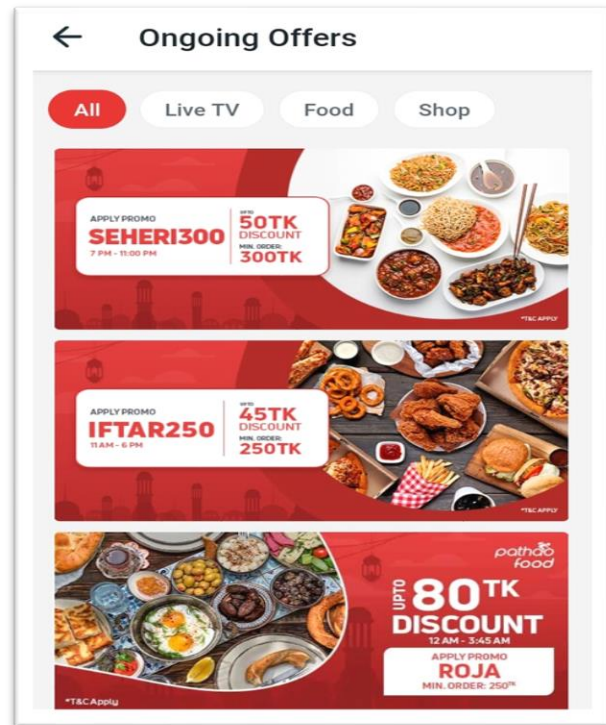 Ongoing Offers
All
Live TV
Food
Shop
APPLY PROMO
SEHERI300
7 PM - 11:00 PM
UPTO
50TK
DISCOUNT
MIN. ORDER:
300TK
*T&C APPLY
APPLY PROMO
IFTAR250
11 AM - 6 PM
UPTO
45TK
DISCOUNT
MIN. ORDER:
250TK
*T&C APPLY
pathao
food
UPTO
80TK
DISCOUNT
12 AM - 3:45 AM
APPLY PROMO
ROJA
MIN. ORDER: 250TK
*T&C Apply